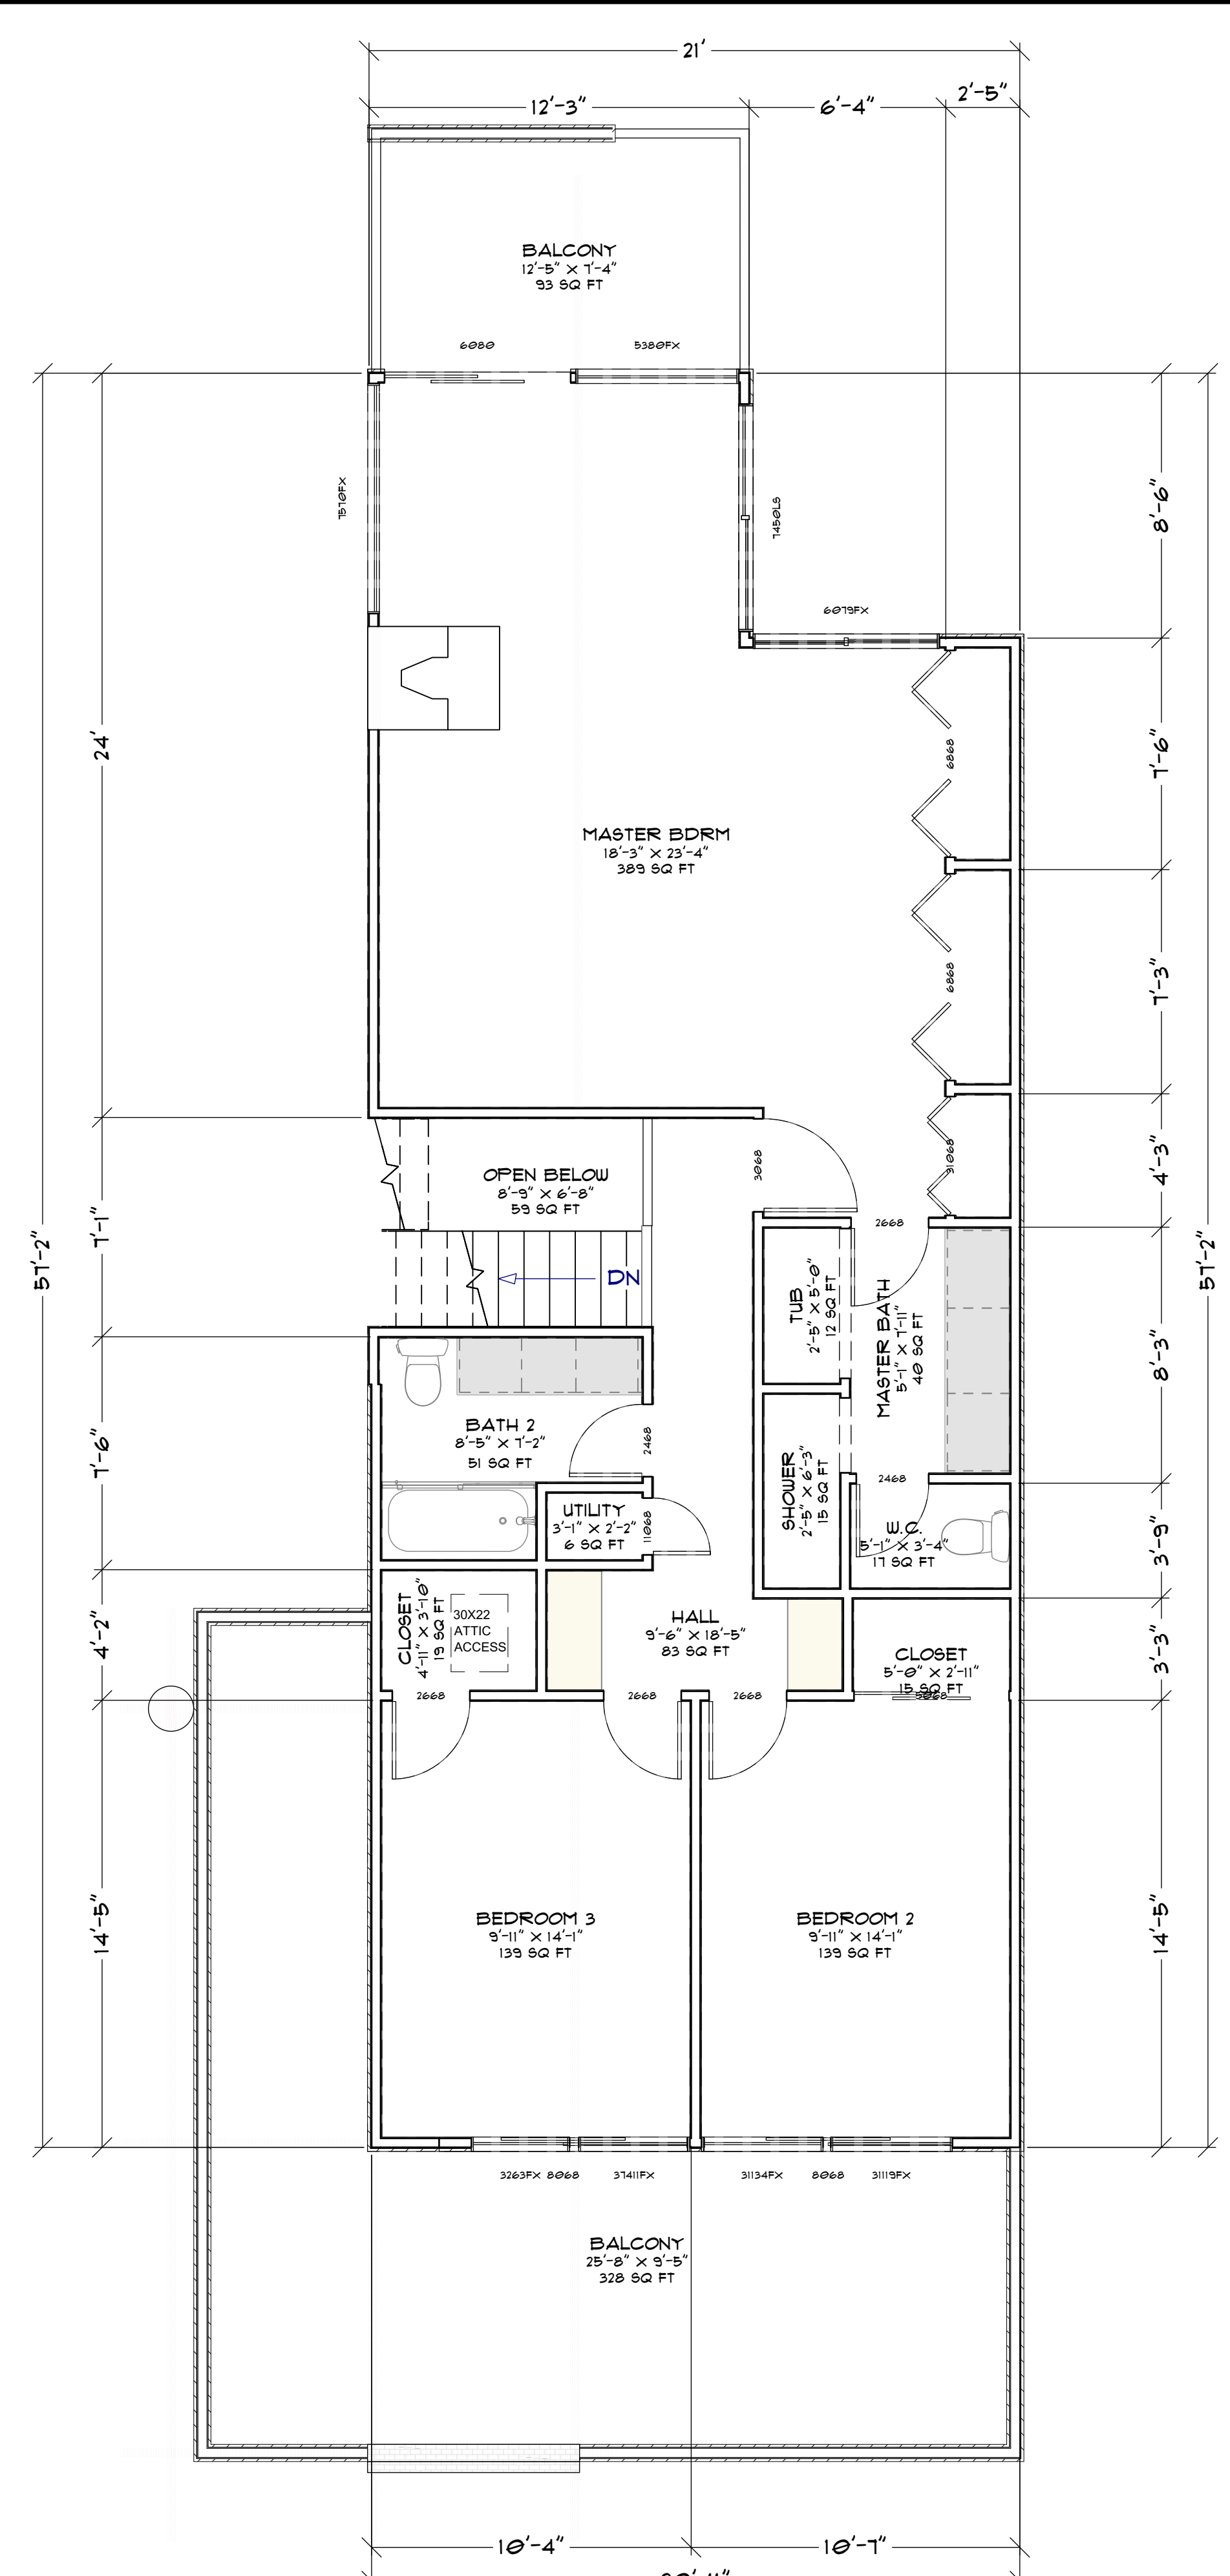 21'
12'-3"
6'-4"
2'-5"
BALCONY
12'-5" X 7'-4"
93 SQ FT
6080
5380FX
7570FX
7450LS
6079FX
8'-6"
24'
7'-6"
6868
MASTER BDRM
18'-3" X 23'-4"
389 SQ FT
6868
7'-3"
31068
4'-3"
3068
OPEN BELOW
8'-9" X 6'-8"
59 SQ FT
2668
7'-1"
57'-2"
57'-2"
DN
TUB
2'-5" X 5'-0"
12 SQ FT
MASTER BATH
5'-1" X 7'-11"
40 SQ FT
8'-3"
BATH 2
8'-5" X 7'-2"
51 SQ FT
2468
7'-6"
SHOWER
2'-5" X 6'-3"
15 SQ FT
2468
UTILITY
3'-1" X 2'-2"
6 SQ FT
11068
W.C.
5'-1" X 3'-4"
17 SQ FT
3'-9"
CLOSET
4'-11" X 3'-10"
19 SQ FT
30X22
ATTIC
ACCESS
HALL
9'-6" X 18'-5"
83 SQ FT
4'-2"
CLOSET
5'-0" X 2'-11"
15 SQ FT
5068
3'-3"
2668
2668
2668
14'-5"
BEDROOM 3
9'-11" X 14'-1"
139 SQ FT
BEDROOM 2
9'-11" X 14'-1"
139 SQ FT
14'-5"
3263FX 8068
37411FX
31134FX
8068
31119FX
BALCONY
25'-8" X 9'-5"
328 SQ FT
10'-4"
10'-7"